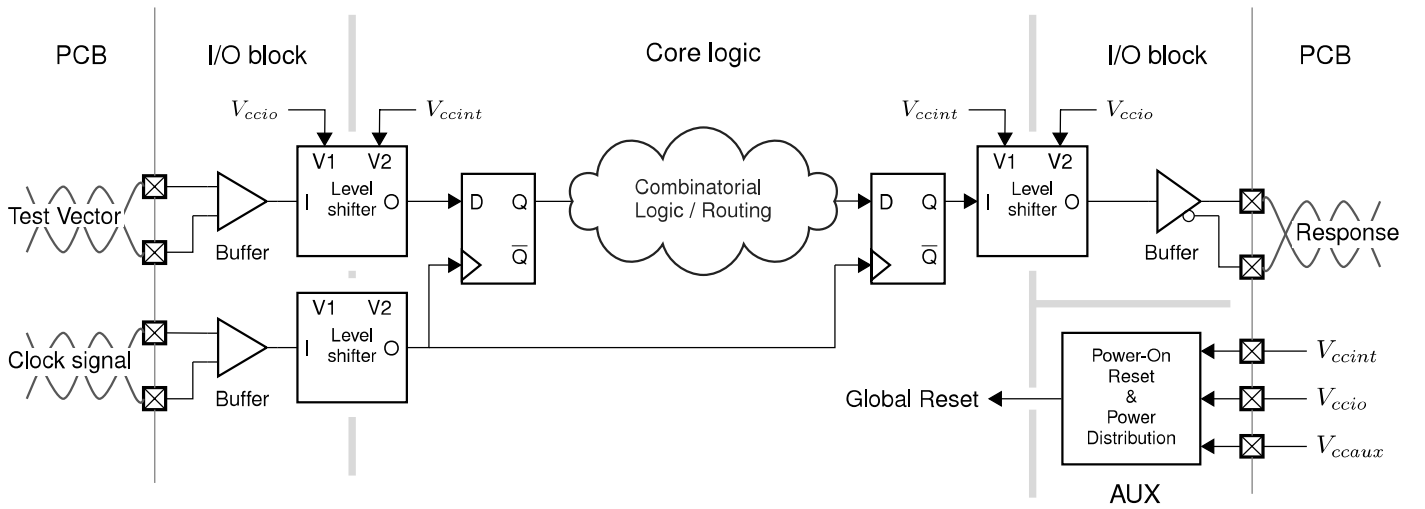 PCB
I/O block
Core logic
I/O block
PCB
V_ccio
V_ccint
V_ccint
V_ccio
V1 V2
V1 V2
Test Vector
Buffer
I
Level
shifter
O
D Q
Q̅
Combinatorial
Logic / Routing
D Q
Q̅
I
Level
shifter
O
Buffer
Response
Clock signal
Buffer
V1 V2
I
Level
shifter
O
Global Reset
Power-On
Reset
&
Power
Distribution
V_ccint
V_ccio
V_ccaux
AUX